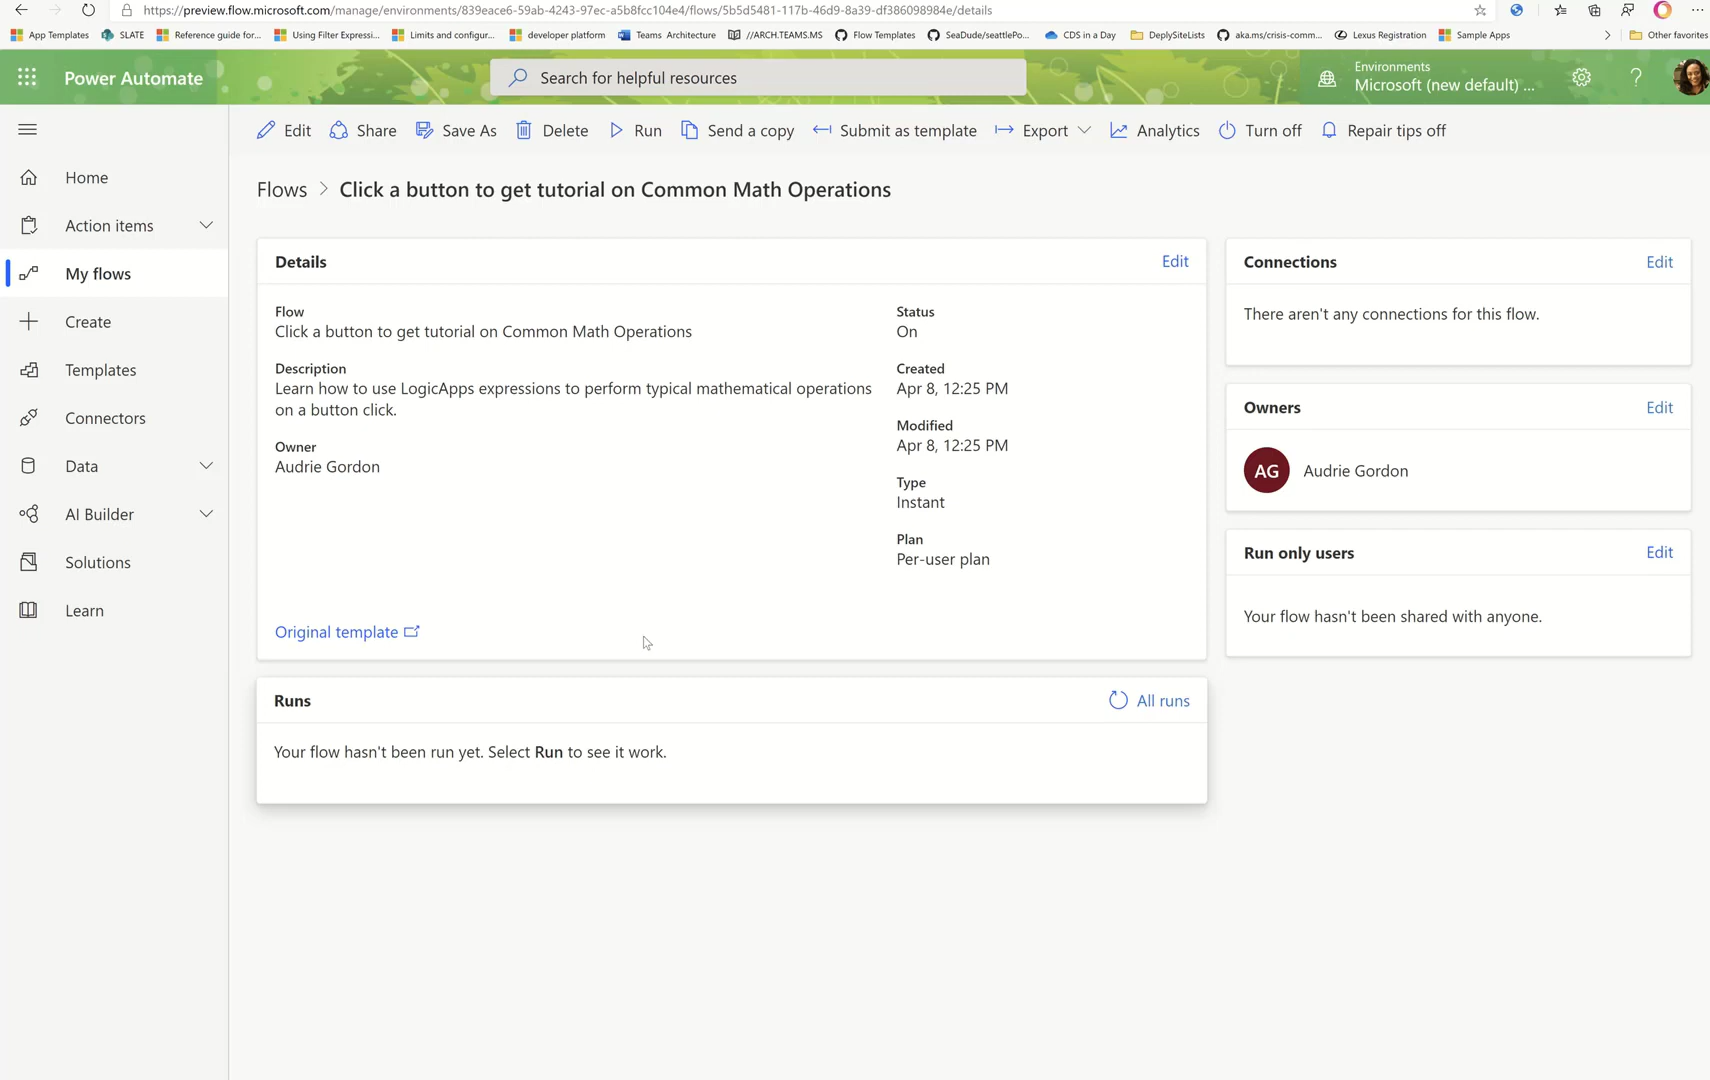 https://preview.flow.microsoft.com/manage/environments/839eace6-59ab-4243-97ec-a5b8fcc104e4/flows/5b5d5481-117b-46d9-8a39-df386098984e/details
App Templates SLATE Reference guide for... Using Filter Expressi... Limits and configur... developer platform Teams Architecture //ARCH.TEAMS.MS Flow Templates SeaDude/seattlePo... CDS in a Day DeplySiteLists aka.ms/crisis-comm... Lexus Registration Sample Apps Other favorites
Power Automate
Search for helpful resources
Environments
Microsoft (new default) ...
?
Edit Share Save As Delete Run Send a copy Submit as template Export Analytics Turn off Repair tips off
Home
Action items
My flows
Create
Templates
Connectors
Data
AI Builder
Solutions
Learn
Flows > Click a button to get tutorial on Common Math Operations
Details Edit
Flow
Click a button to get tutorial on Common Math Operations
Description
Learn how to use LogicApps expressions to perform typical mathematical operations
on a button click.
Owner
Audrie Gordon
Status
On
Created
Apr 8, 12:25 PM
Modified
Apr 8, 12:25 PM
Type
Instant
Plan
Per-user plan
Original template
Connections Edit
There aren't any connections for this flow.
Owners Edit
AG Audrie Gordon
Run only users Edit
Your flow hasn't been shared with anyone.
Runs All runs
Your flow hasn't been run yet. Select Run to see it work.